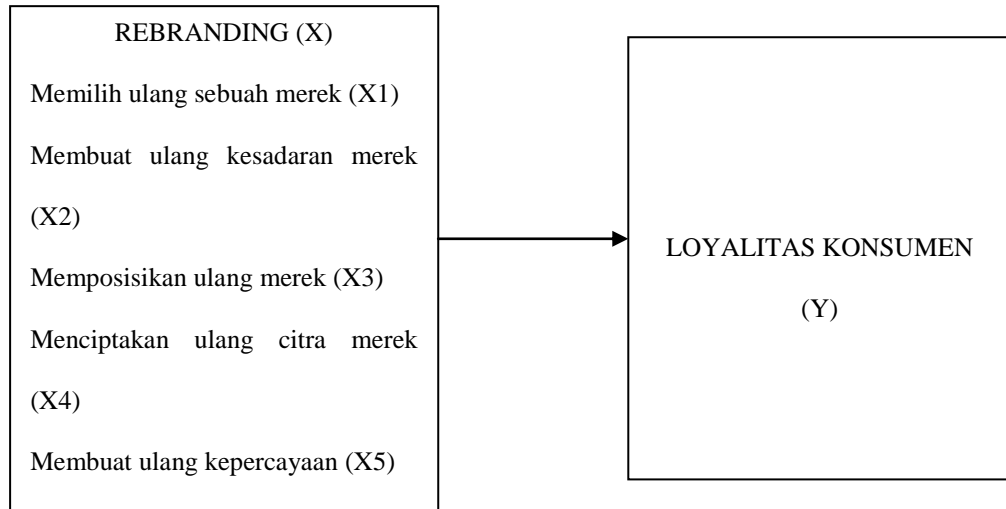 REBRANDING (X)
Memilih ulang sebuah merek (X1)
Membuat ulang kesadaran merek
(X2)
Memposisikan ulang merek (X3)
Menciptakan ulang citra merek
(X4)
Membuat ulang kepercayaan (X5)
LOYALITAS KONSUMEN
(Y)